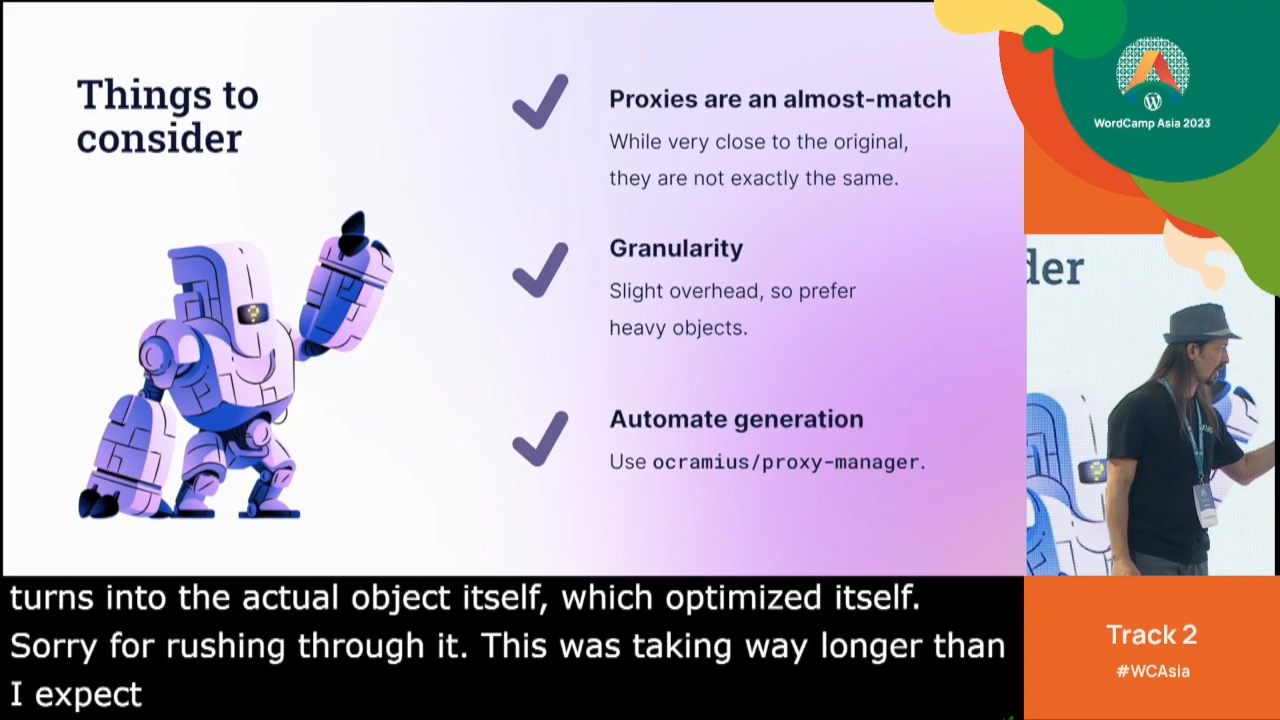 Things to
consider
Proxies are an almost-match
While very close to the original,
they are not exactly the same.
Granularity
Slight overhead, so prefer
heavy objects.
Automate generation
Use ocramius/proxy-manager.
WordCamp Asia 2023
der
turns into the actual object itself, which optimized itself.
Sorry for rushing through it. This was taking way longer than
I expect
Track 2
#WCAsia